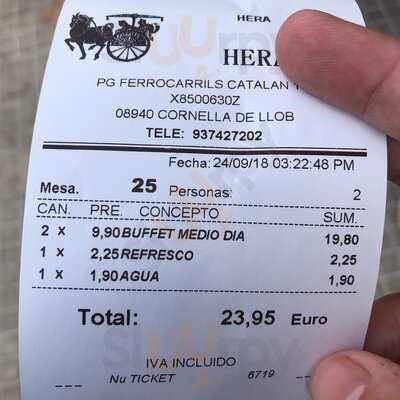 HERA
HERA
PG FERROCARRILS CATALAN 1
X8500630Z
08940 CORNELLA DE LLOB
TELE: 937427202
Fecha: 24/09/18 03:22:48 PM
Mesa. 25 Personas: 2
CAN. PRE. CONCEPTO SUM.
2 X 9,90 BUFFET MEDIO DIA 19,80
1 X 2,25 REFRESCO 2,25
1 X 1,90 AGUA 1,90
Total: 23,95 Euro
IVA INCLUIDO
Nu TICKET 6719
Sluurpy
Sluurpy